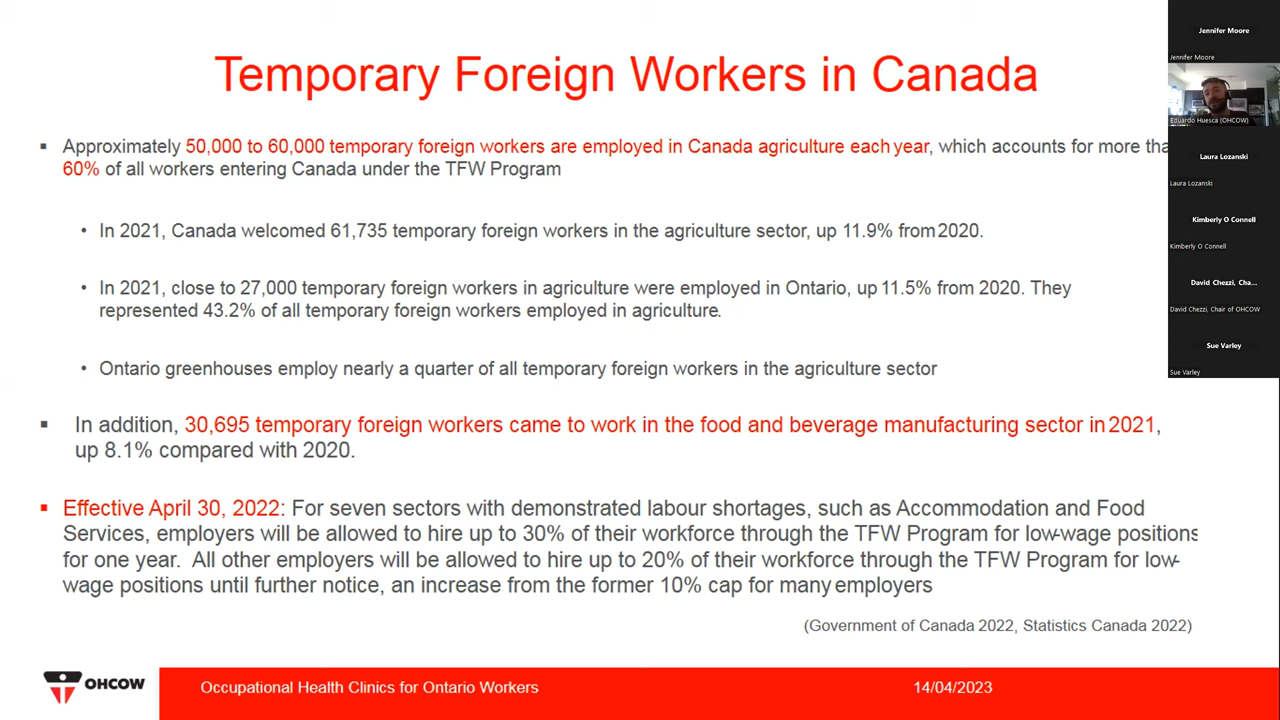 Temporary Foreign Workers in Canada
▪ Approximately 50,000 to 60,000 temporary foreign workers are employed in Canada agriculture each year, which accounts for more tha
60% of all workers entering Canada under the TFW Program
• In 2021, Canada welcomed 61,735 temporary foreign workers in the agriculture sector, up 11.9% from 2020.
• In 2021, close to 27,000 temporary foreign workers in agriculture were employed in Ontario, up 11.5% from 2020. They
represented 43.2% of all temporary foreign workers employed in agriculture.
• Ontario greenhouses employ nearly a quarter of all temporary foreign workers in the agriculture sector
▪ In addition, 30,695 temporary foreign workers came to work in the food and beverage manufacturing sector in 2021,
up 8.1% compared with 2020.
▪ Effective April 30, 2022: For seven sectors with demonstrated labour shortages, such as Accommodation and Food
Services, employers will be allowed to hire up to 30% of their workforce through the TFW Program for low-wage positions
for one year. All other employers will be allowed to hire up to 20% of their workforce through the TFW Program for low-
wage positions until further notice, an increase from the former 10% cap for many employers
(Government of Canada 2022, Statistics Canada 2022)
OHCOW
Occupational Health Clinics for Ontario Workers
14/04/2023
Jennifer Moore
Jennifer Moore
Eduardo Huesca (OHCOW)
Laura Lozanski
Laura Lozanski
Kimberly O Connell
Kimberly O Connell
David Chezzi, Cha...
David Chezzi, Chair of OHCOW
Sue Varley
Sue Varley